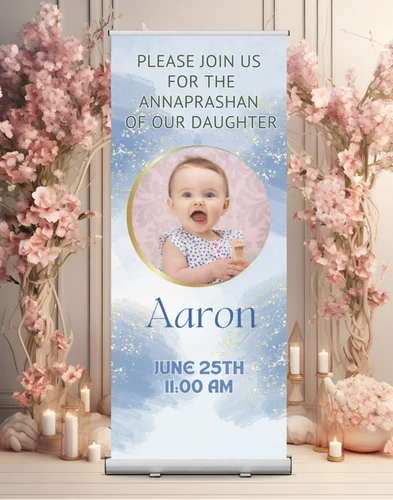 PLEASE JOIN US
FOR THE
ANNAPRASHAN
OF OUR DAUGHTER
Aaron
JUNE 25TH
11:00 AM